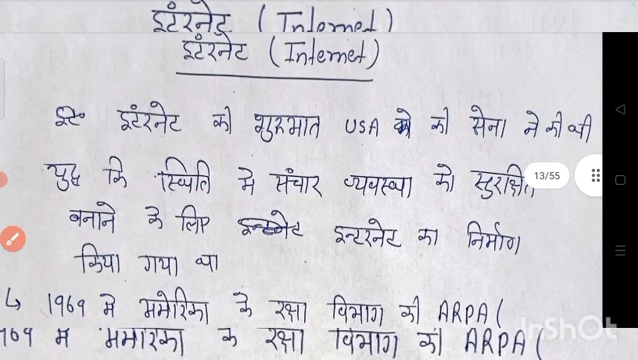 इंटरनेट ( Internet )
इंटरनेट ( Internet )
इंटरनेट की शुरुआत USA की सेना ने की थी
युद्ध कि स्थिति मे संचार व्यवस्था को सुरक्षित
13/55
बनाने के लिए इन्टरनेट का निर्माण
किया गया था
↳ 1969 मे अमेरिका के रक्षा विभाग की ARPA (
1969 म अमारका क रक्षा विभाग की ARPA (
InShOt